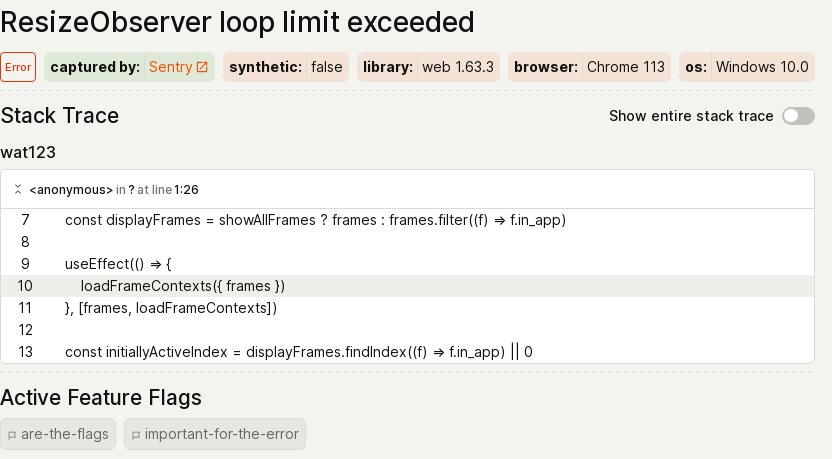 ResizeObserver loop limit exceeded
Error captured by: Sentry synthetic: false library: web 1.63.3 browser: Chrome 113 os: Windows 10.0
Stack Trace Show entire stack trace
wat123
<anonymous> in ? at line 1:26
7 const displayFrames = showAllFrames ? frames : frames.filter((f) => f.in_app)
8
9 useEffect(() => {
10 loadFrameContexts({ frames })
11 }, [frames, loadFrameContexts])
12
13 const initiallyActiveIndex = displayFrames.findIndex((f) => f.in_app) || 0
Active Feature Flags
are-the-flags important-for-the-error